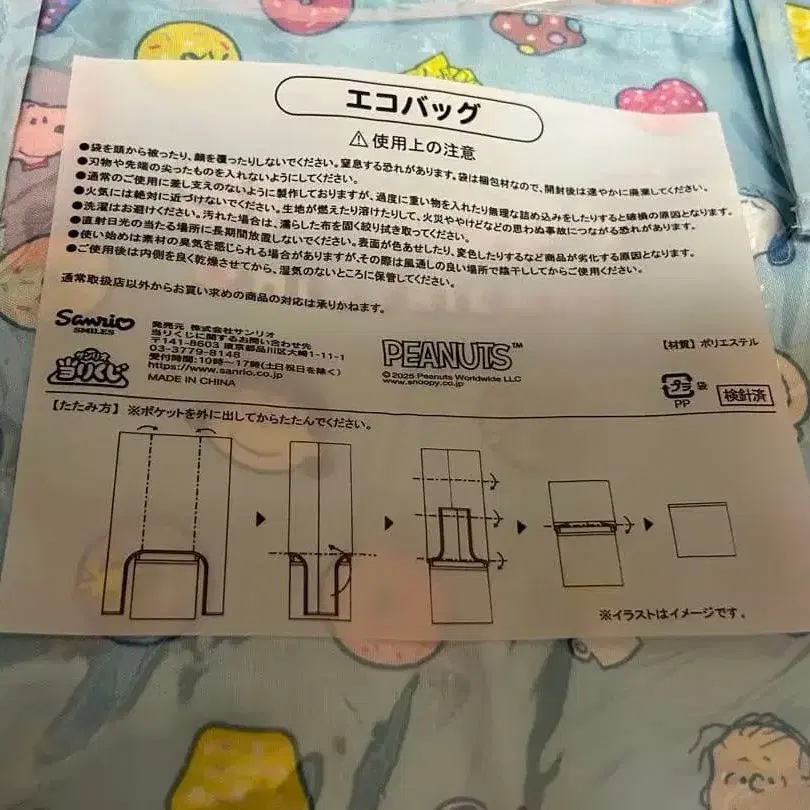 エコバッグ
⚠使用上の注意
●袋を頭から被ったり、顔を覆ったりしないでください。窒息する恐れがあります。袋は梱包材なので、開封後は速やかに廃棄してください。
●刃物や先端の尖ったものを入れないようにしてください。
●通常のご使用に差し支えのないように製作しておりますが、過度に重い物を入れたり無理な詰め込みをしたりすると破損の原因となります。
●火気には絶対に近づけないでください。生地が燃えたり溶けたりして、火災ややけどなどの思わぬ事故につながる恐れがあります。
●洗濯はお避けください。汚れた場合は、濡らした布を固く絞り拭き取ってください。
●直射日光の当たる場所に長期間放置しないでください。表面が色あせしたり、変色したりするなど商品が劣化する原因となります。
●使い始めは素材の臭気を感じられる場合がありますが、その際は風通しの良い場所で陰干ししてからご使用ください。
●ご使用後は内側を良く乾燥させてから、湿気のないところに保管してください。
通常取扱店以外からお買い求めの商品の対応は承りかねます。
Sanrio
SMILES
サンリオ
当りくじ
発売元 株式会社サンリオ
当りくじに関するお問い合わせ先
〒141-8603 東京都品川区大崎1-11-1
03-3779-8148
受付時間:10時〜17時(土日祝日を除く)
https://www.sanrio.co.jp
MADE IN CHINA
PEANUTS™
© 2025 Peanuts Worldwide LLC
www.snoopy.co.jp
【材質】ポリエステル
プラ 袋
PP
検針済
【たたみ方】※ポケットを外に出してからたたんでください。
※イラストはイメージです。